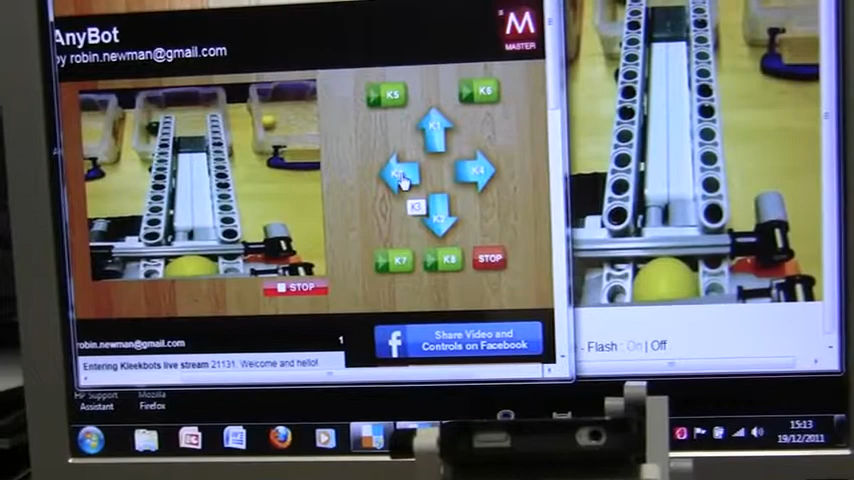 AnyBot
by robin.newman@gmail.com
M
MASTER
K5
K6
K1
K4
K3
K2
K7
K8
STOP
STOP
robin.newman@gmail.com
1
Share Video and
Controls on Facebook
f
Entering Kleekbots live stream 21131. Welcome and hello!
- Flash : On | Off
HP Support
Assistant
Mozilla
Firefox
15:13
19/12/2011